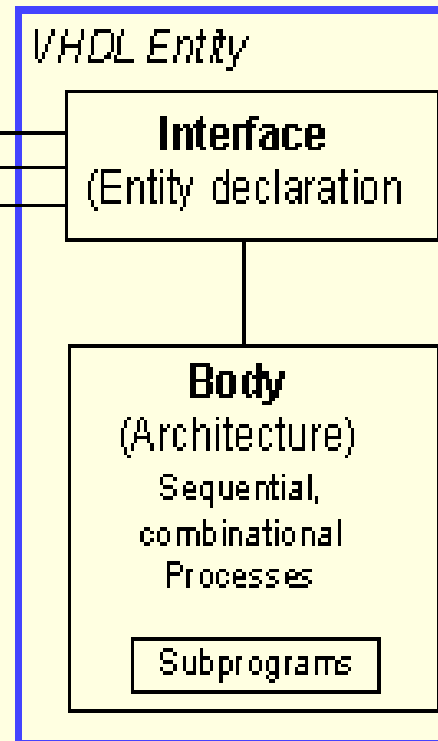 VHDL Entity
Interface
(Entity declaration
Body
(Architecture)
Sequential,
combinational
Processes
Subprograms